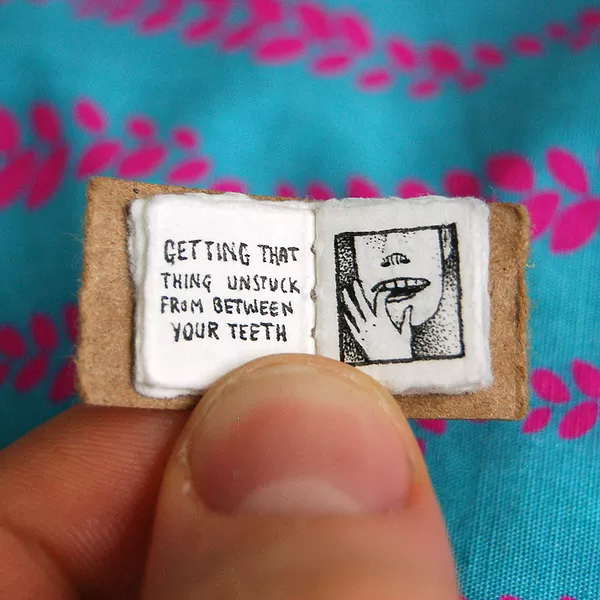 GETTING THAT
THING UNSTUCK
FROM BETWEEN
YOUR TEETH